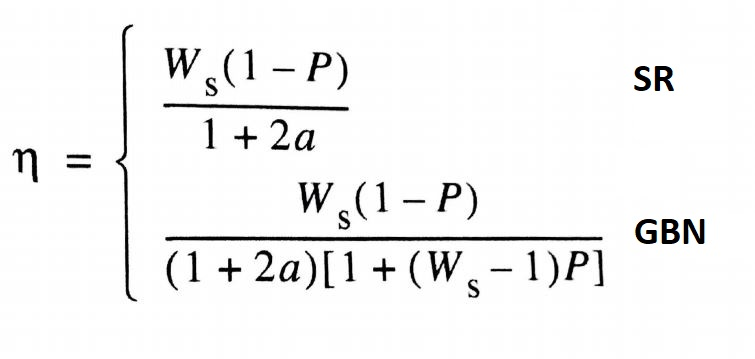 η = { W_s(1 − P) / 1 + 2a SR
W_s(1 − P) / (1 + 2a)[1 + (W_s − 1)P] GBN